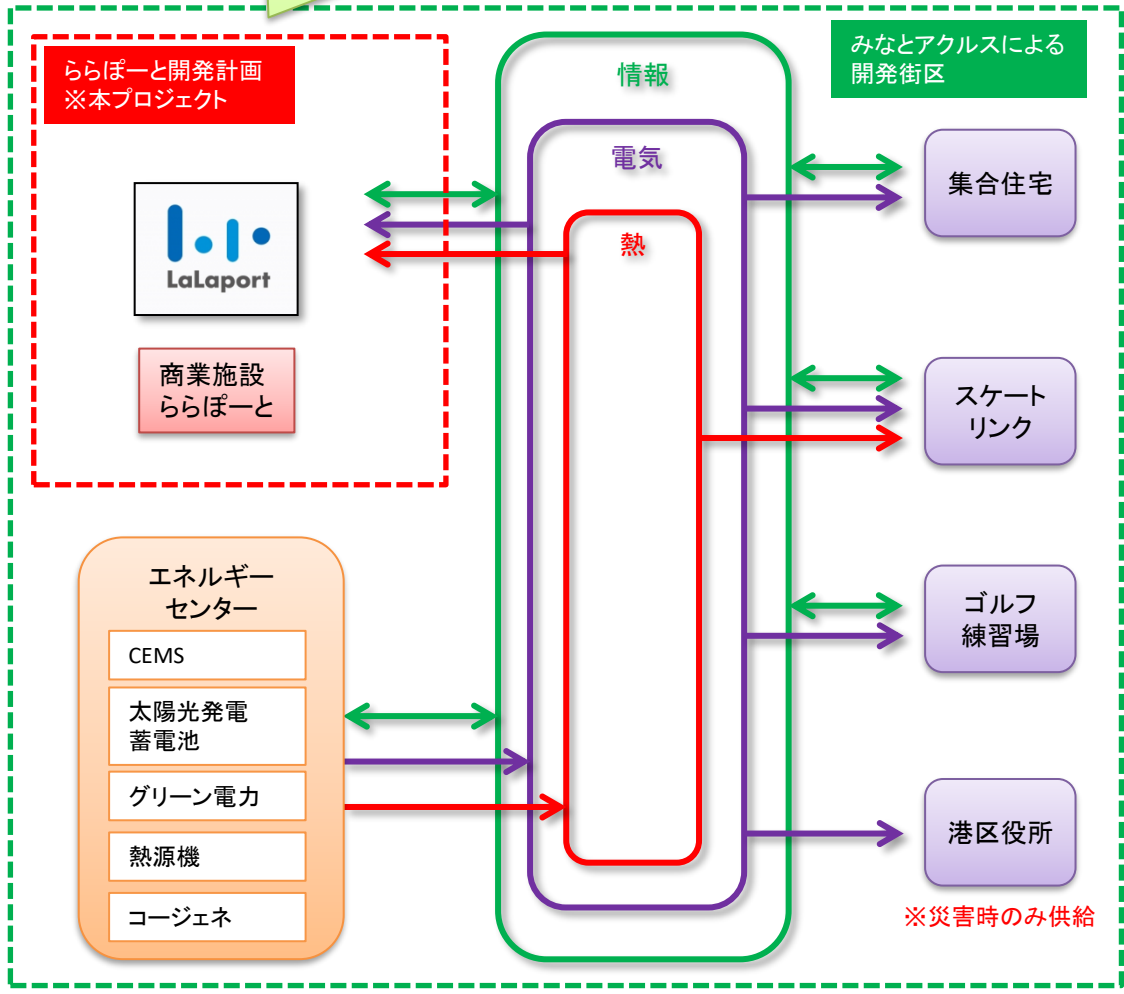 ららぽーと開発計画
※本プロジェクト
LaLaport
商業施設
ららぽーと
エネルギー
センター
CEMS
太陽光発電
蓄電池
グリーン電力
熱源機
コージェネ
情報
電気
熱
みなとアクルスによる
開発街区
集合住宅
スケート
リンク
ゴルフ
練習場
港区役所
※災害時のみ供給